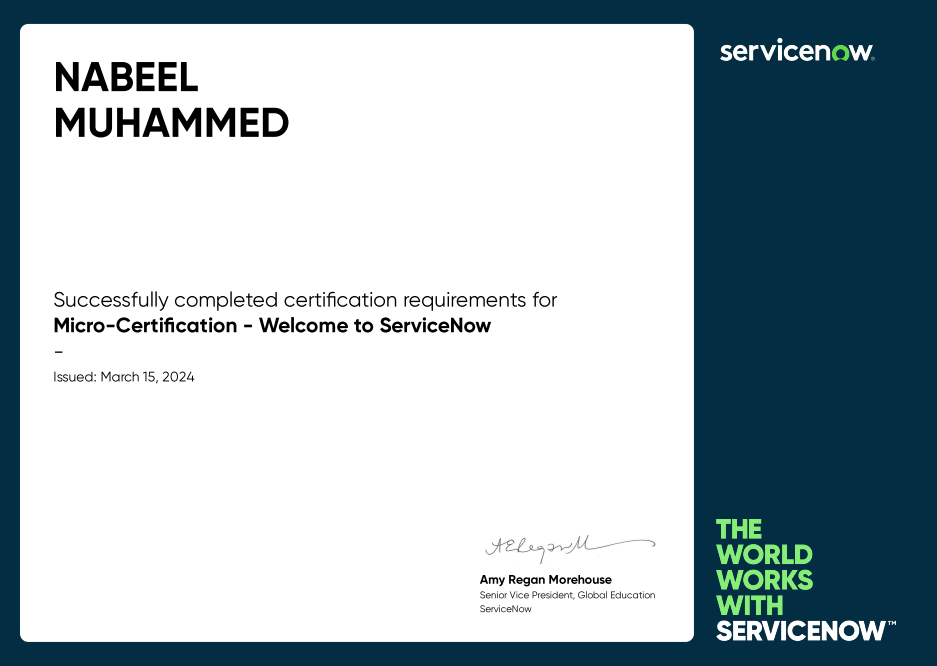 NABEEL
MUHAMMED
servicenow.
Successfully completed certification requirements for
Micro-Certification - Welcome to ServiceNow
–
Issued: March 15, 2024
Amy Regan Morehouse
Senior Vice President, Global Education
ServiceNow
THE
WORLD
WORKS
WITH
SERVICENOW™